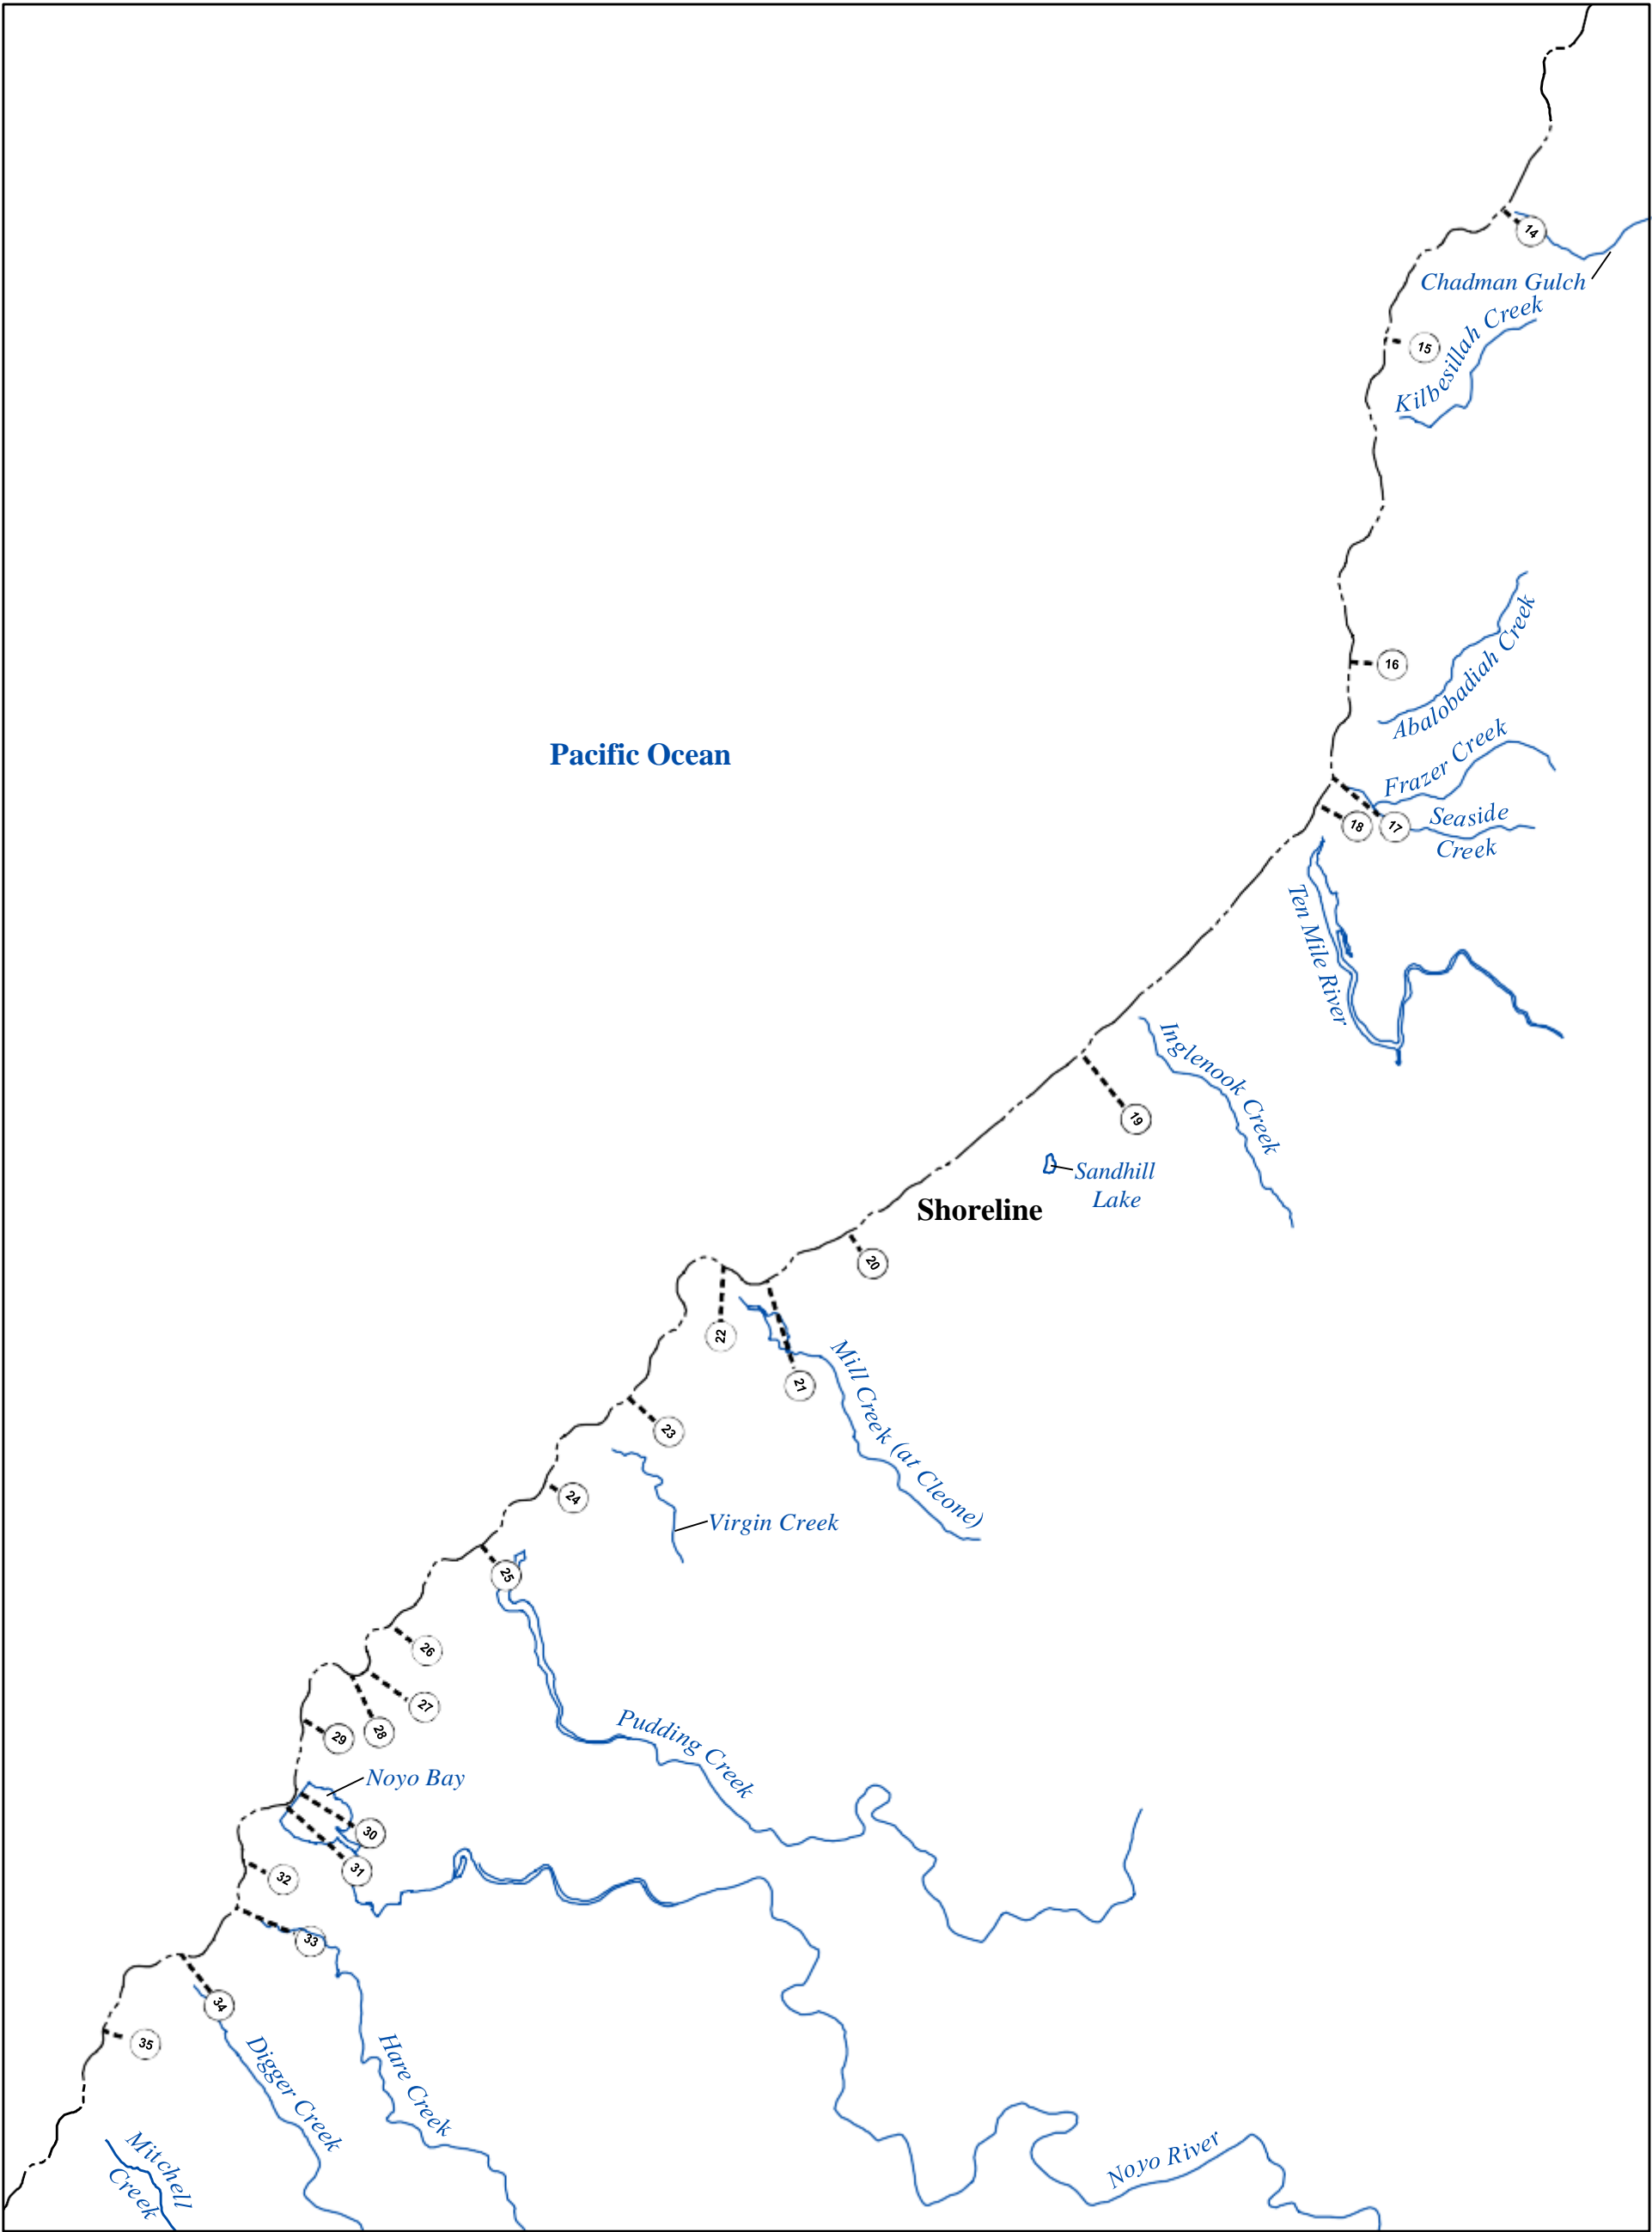 14
Chadman Gulch
Kilbesillah Creek
15
16
Abalobadiah Creek
Pacific Ocean
Frazer Creek
Seaside
Creek
18
17
Ten Mile River
Inglenook Creek
19
Sandhill
Lake
Shoreline
20
22
21
Mill Creek (at Cleone)
23
24
Virgin Creek
25
26
27
28
29
Pudding Creek
Noyo Bay
30
31
32
33
34
35
Digger Creek
Hare Creek
Noyo River
Mitchell
Creek